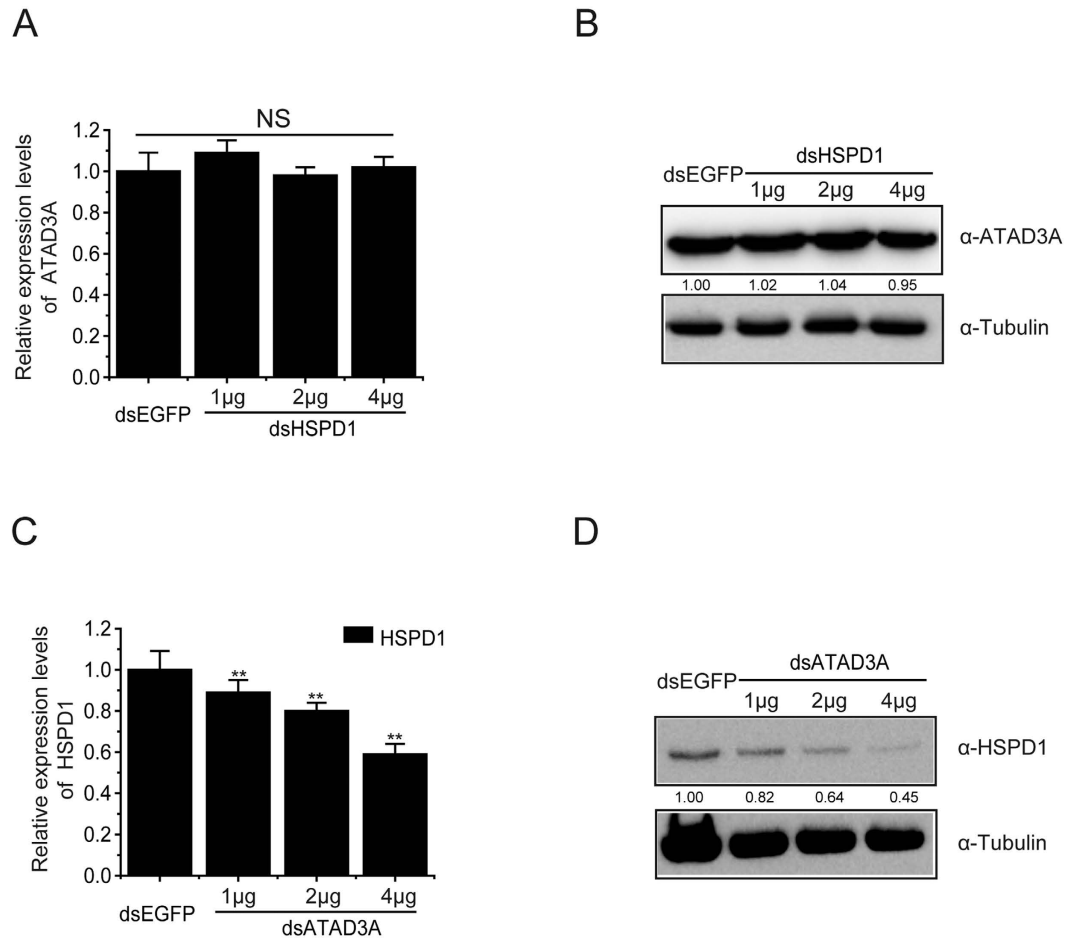 A
NS
Relative expression levels
of ATAD3A
1.2
1.0
0.8
0.6
0.4
0.2
0.0
dsEGFP
1µg
2µg
4µg
dsHSPD1
B
dsHSPD1
dsEGFP
1µg
2µg
4µg
α-ATAD3A
1.00
1.02
1.04
0.95
α-Tubulin
C
HSPD1
Relative expression levels
of HSPD1
1.2
1.0
0.8
0.6
0.4
0.2
0.0
**
**
**
dsEGFP
1µg
2µg
4µg
dsATAD3A
D
dsATAD3A
dsEGFP
1µg
2µg
4µg
α-HSPD1
1.00
0.82
0.64
0.45
α-Tubulin